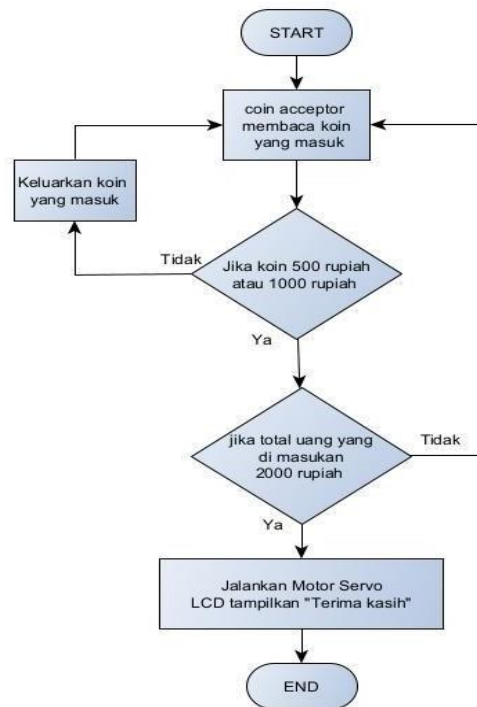 START
coin acceptor
membaca koin
yang masuk
Keluarkan koin
yang masuk
Tidak
Jika koin 500 rupiah
atau 1000 rupiah
Ya
jika total uang yang
di masukan
2000 rupiah
Tidak
Ya
Jalankan Motor Servo
LCD tampilkan "Terima kasih"
END